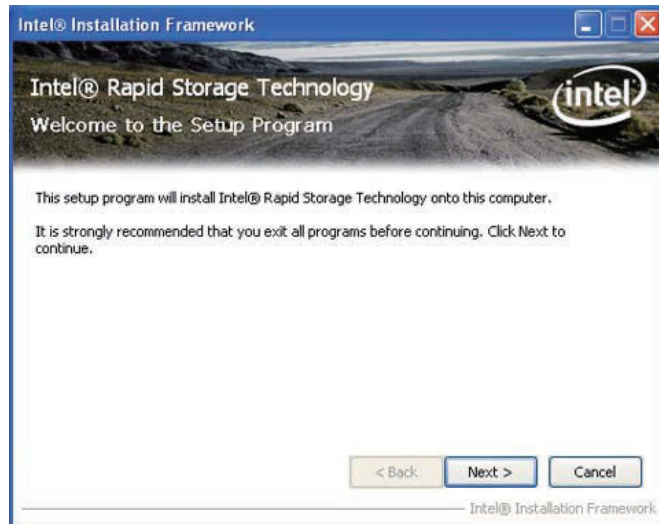 Intel® Installation Framework
Intel® Rapid Storage Technology
intel
Welcome to the Setup Program
This setup program will install Intel® Rapid Storage Technology onto this computer.
It is strongly recommended that you exit all programs before continuing. Click Next to
continue.
< Back Next > Cancel
Intel® Installation Framework